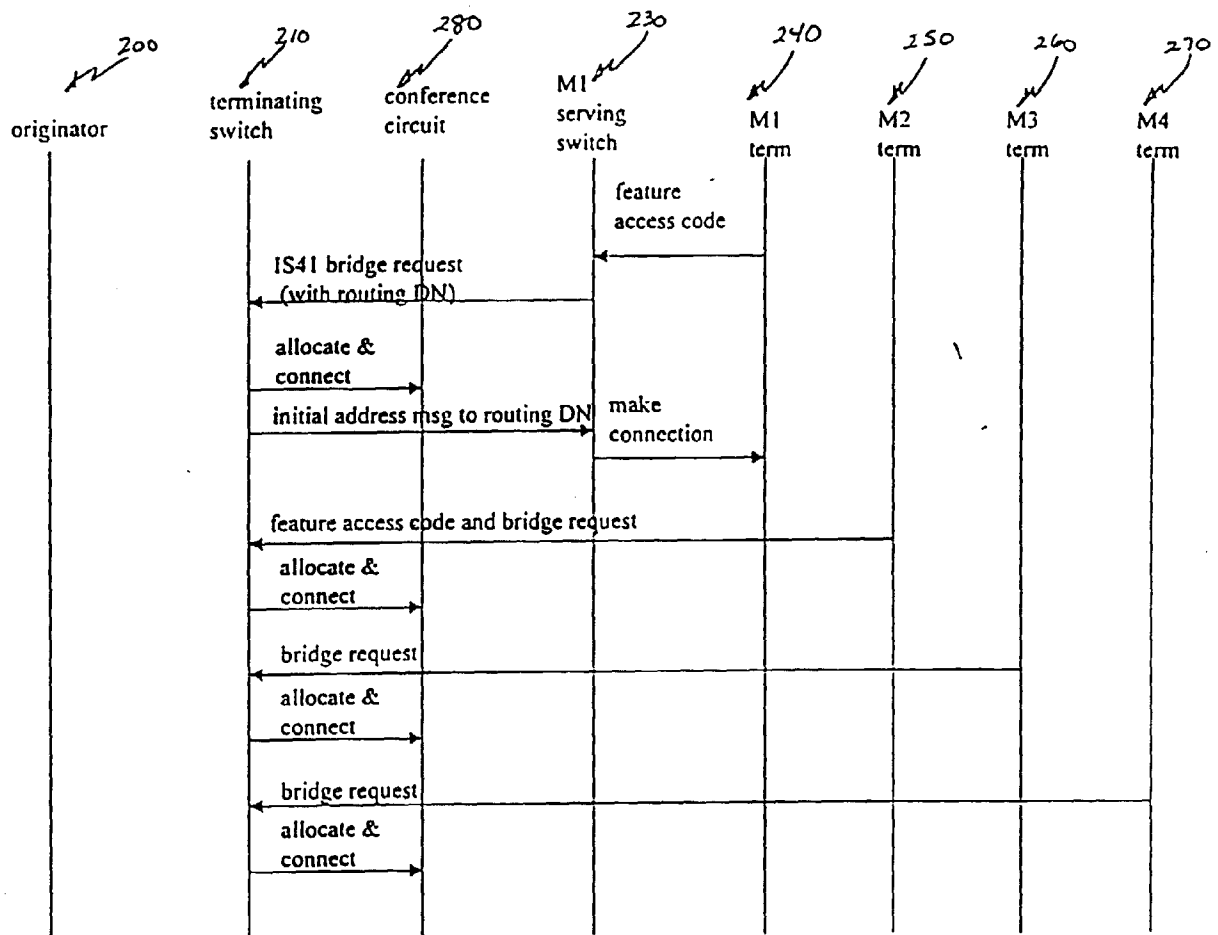 200
210
280
230
240
250
260
270
originator
terminating
switch
conference
circuit
M1
serving
switch
M1
term
M2
term
M3
term
M4
term
feature
access code
IS41 bridge request
(with routing DN)
allocate &
connect
initial address msg to routing DN
make
connection
feature access code and bridge request
allocate &
connect
bridge request
allocate &
connect
bridge request
allocate &
connect